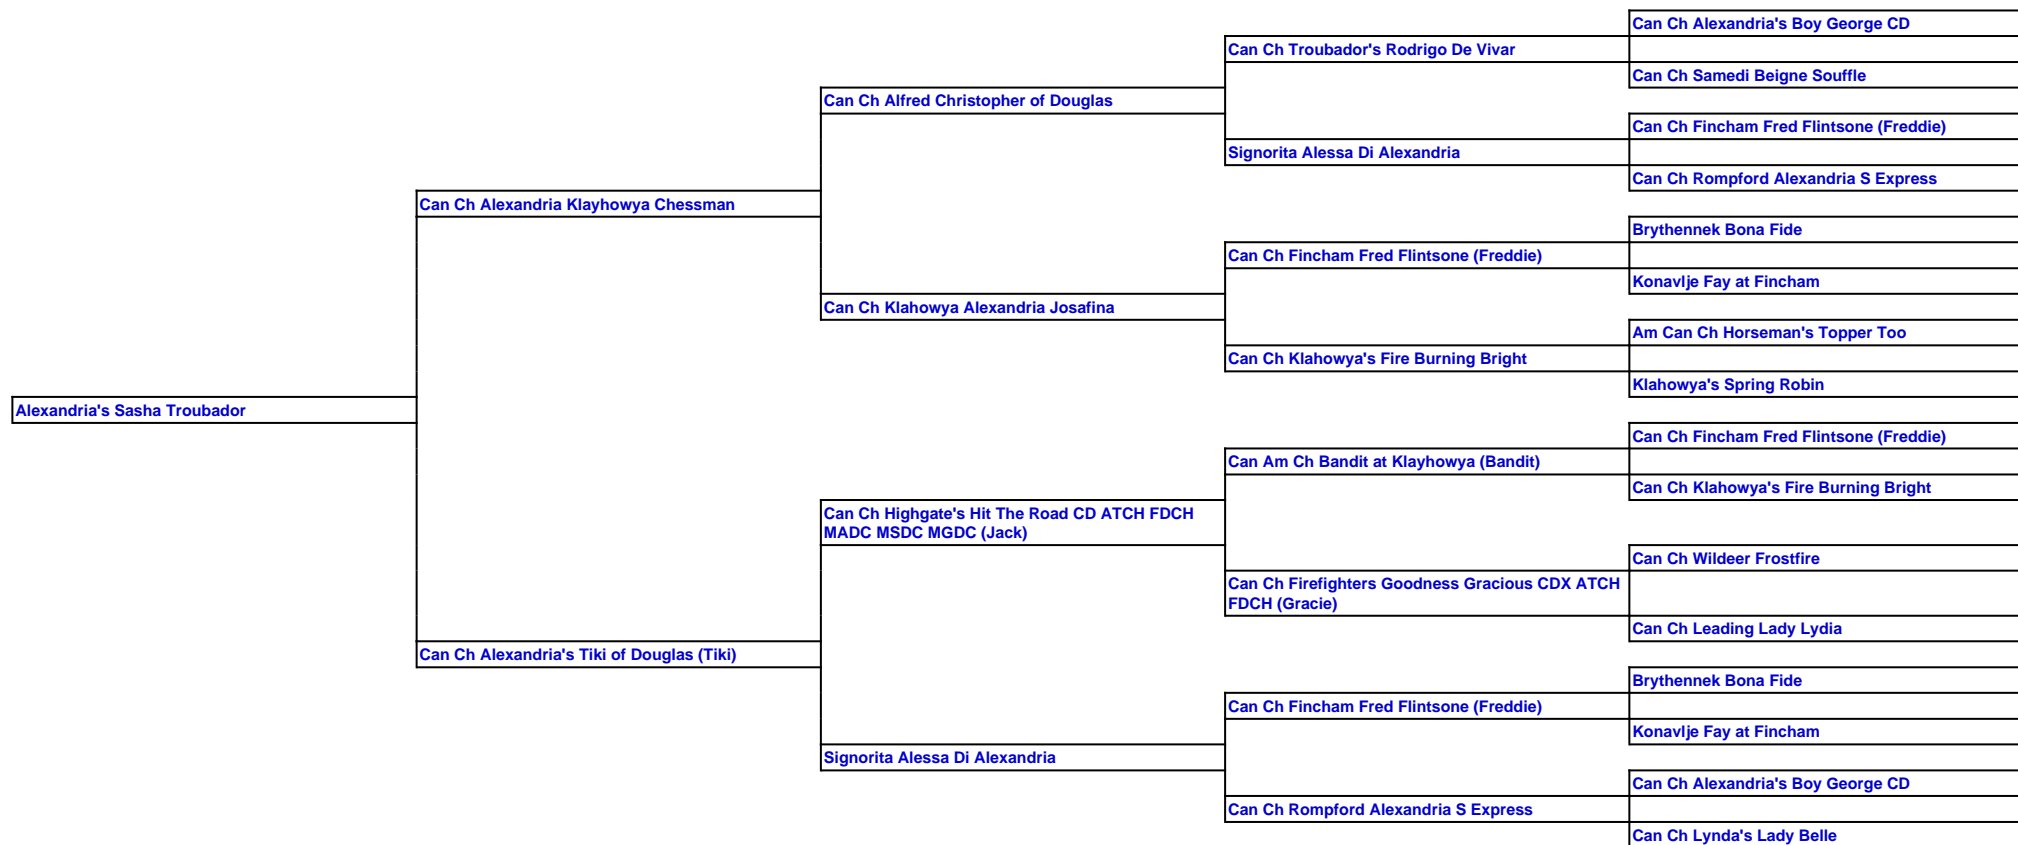 Can Ch Alexandria's Boy George CD
Can Ch Troubador's Rodrigo De Vivar
Can Ch Samedi Beigne Souffle
Can Ch Alfred Christopher of Douglas
Can Ch Fincham Fred Flintsone (Freddie)
Signorita Alessa Di Alexandria
Can Ch Rompford Alexandria S Express
Can Ch Alexandria Klayhowya Chessman
Brythennek Bona Fide
Can Ch Fincham Fred Flintsone (Freddie)
Konavlje Fay at Fincham
Can Ch Klahowya Alexandria Josafina
Am Can Ch Horseman's Topper Too
Can Ch Klahowya's Fire Burning Bright
Klahowya's Spring Robin
Alexandria's Sasha Troubador
Can Ch Fincham Fred Flintsone (Freddie)
Can Am Ch Bandit at Klayhowya (Bandit)
Can Ch Klahowya's Fire Burning Bright
Can Ch Highgate's Hit The Road CD ATCH FDCH
MADC MSDC MGDC (Jack)
Can Ch Wildeer Frostfire
Can Ch Firefighters Goodness Gracious CDX ATCH
FDCH (Gracie)
Can Ch Leading Lady Lydia
Can Ch Alexandria's Tiki of Douglas (Tiki)
Brythennek Bona Fide
Can Ch Fincham Fred Flintsone (Freddie)
Konavlje Fay at Fincham
Signorita Alessa Di Alexandria
Can Ch Alexandria's Boy George CD
Can Ch Rompford Alexandria S Express
Can Ch Lynda's Lady Belle